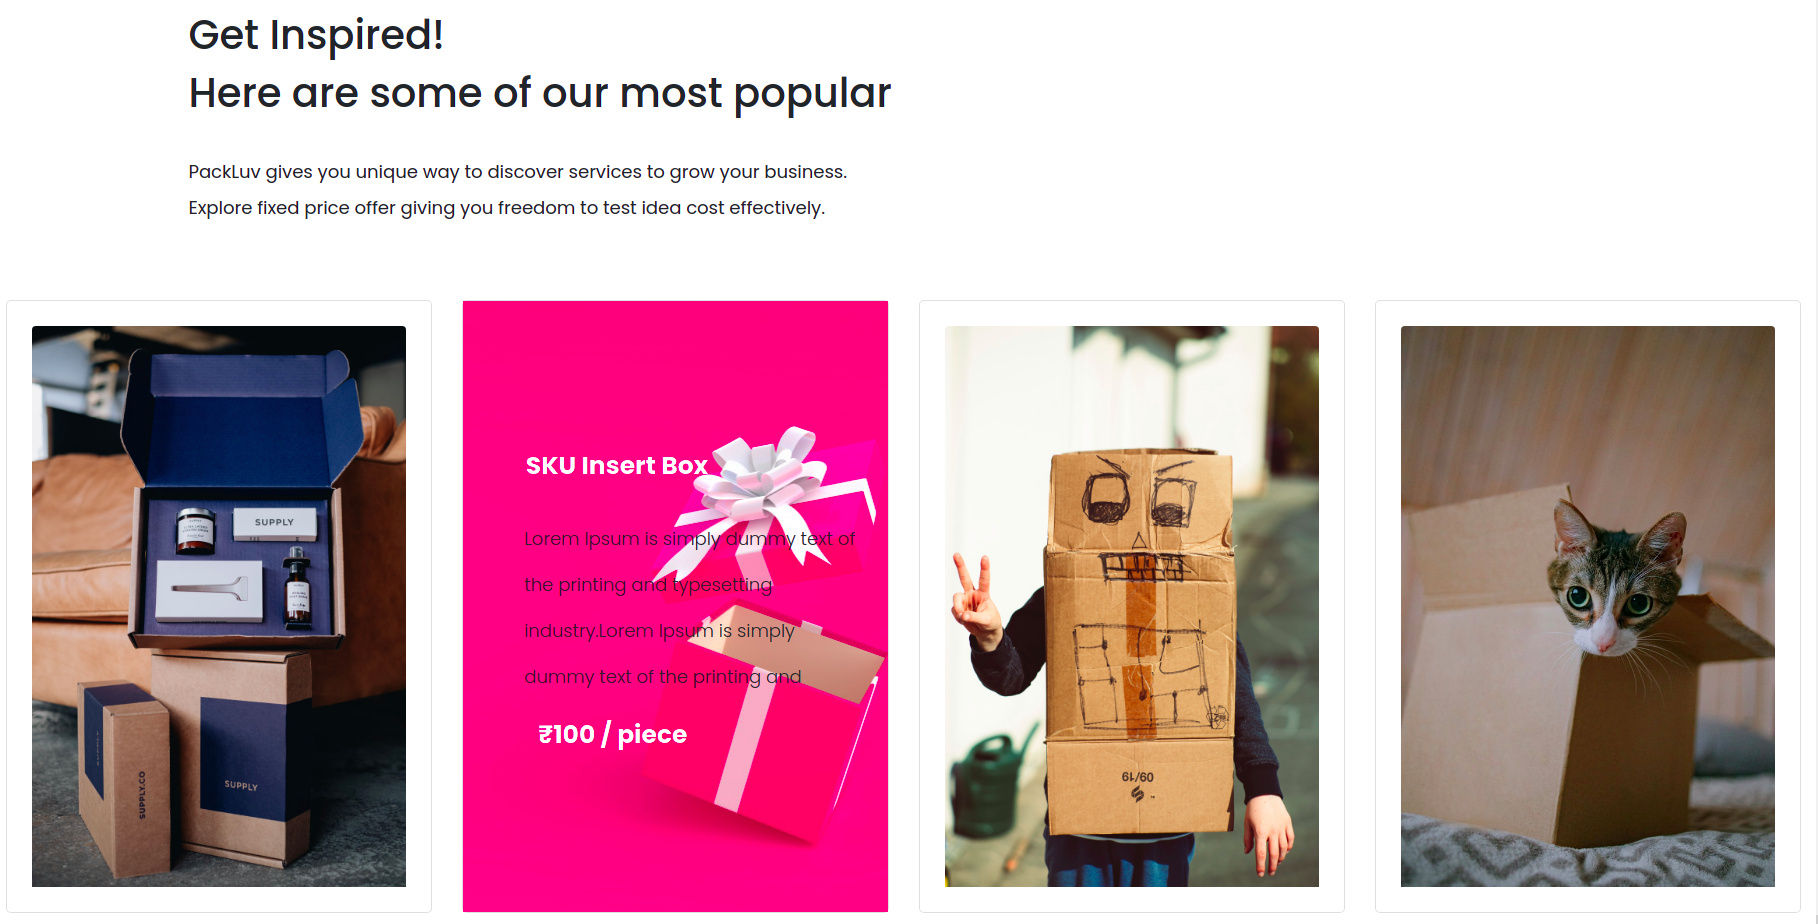 Get Inspired!
Here are some of our most popular
PackLuv gives you unique way to discover services to grow your business.
Explore fixed price offer giving you freedom to test idea cost effectively.
SUPPLY
SUPPLY
SUPPLY.CO
SKU Insert Box
Lorem Ipsum is simply dummy text of
the printing and typesetting
industry.Lorem Ipsum is simply
dummy text of the printing and
₹100 / piece
09/19